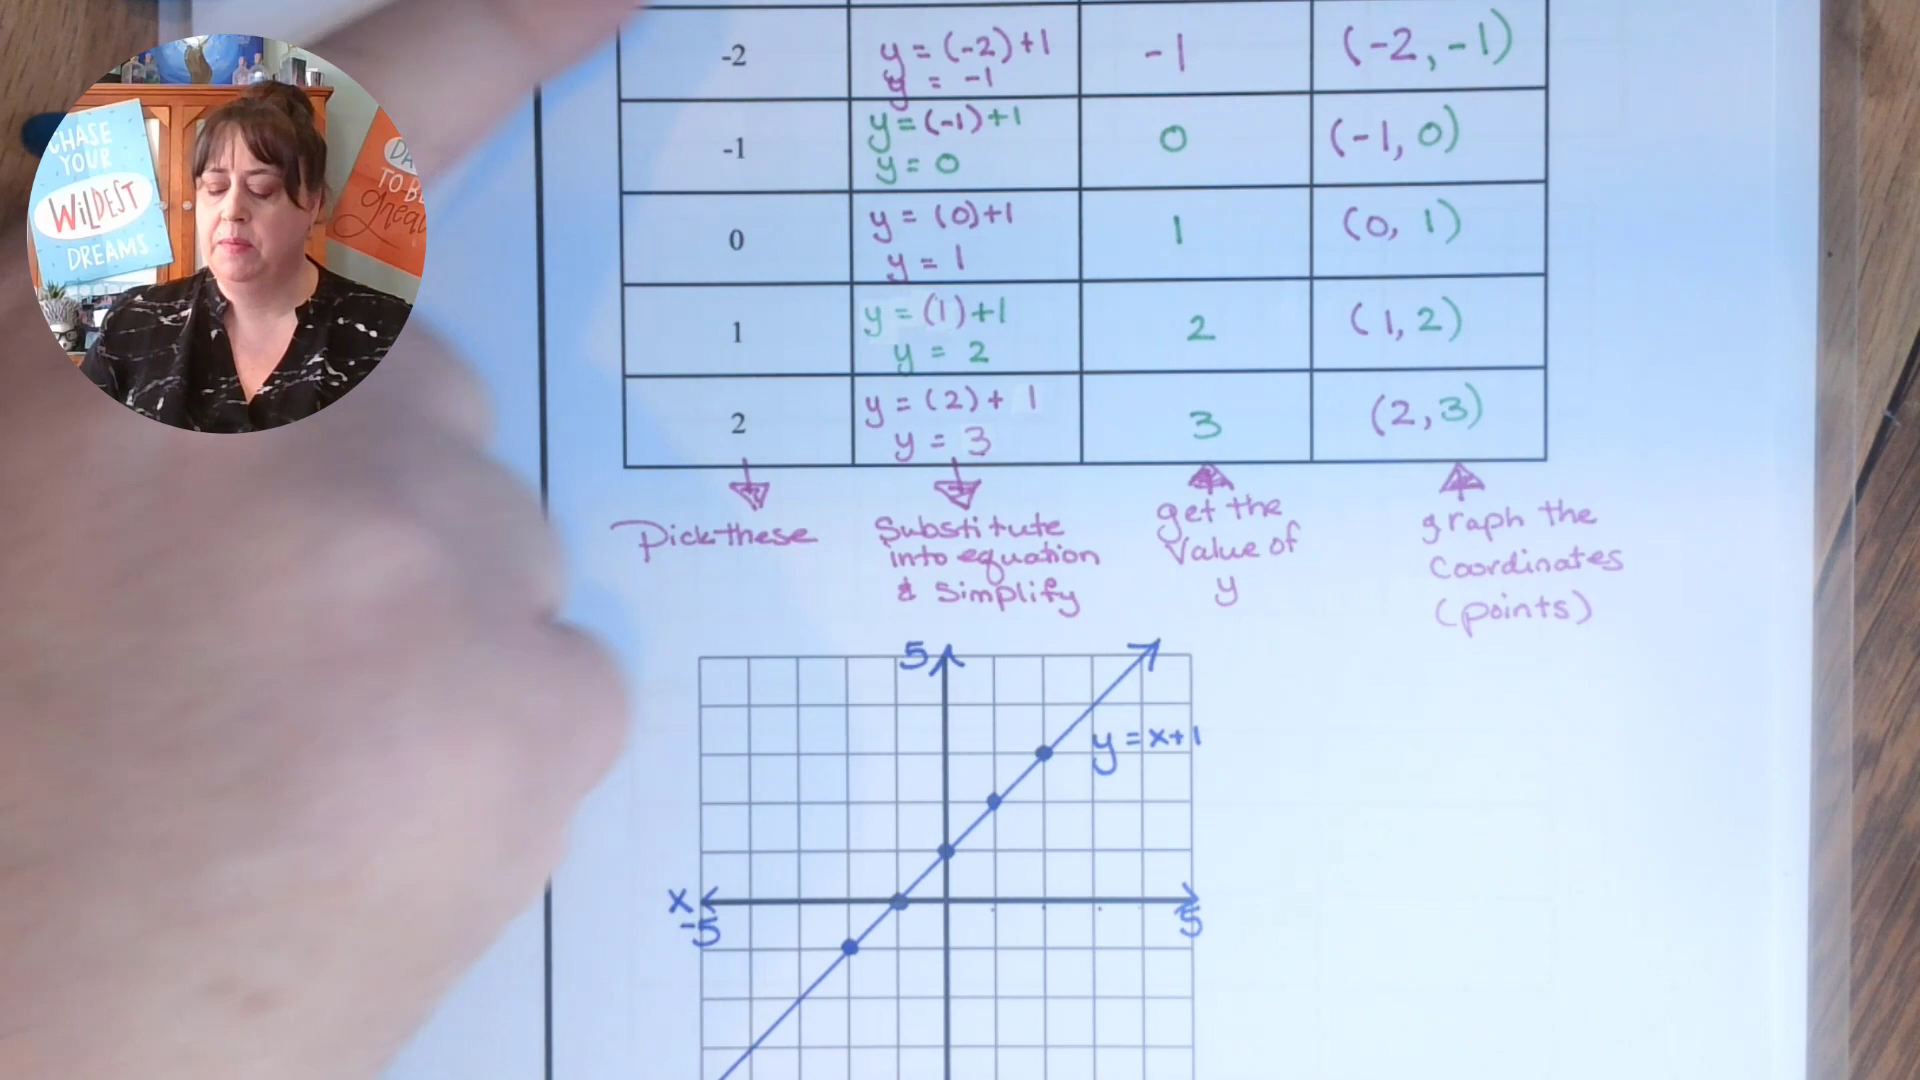 CHASE
YOUR
WiLDEST
DREAMS
TO BE
great
-2
y = (-2)+1
y = -1
-1
(-2, -1)
-1
y=(-1)+1
y= 0
0
(-1, 0)
0
y = (0)+1
y = 1
1
(0, 1)
1
y = (1)+1
y = 2
2
(1, 2)
2
y = (2)+ 1
y = 3
3
(2, 3)
Pick these
Substitute
into equation
& Simplify
get the
Value of
y
graph the
Coordinates
(points)
5
y = x+1
x
-5
5